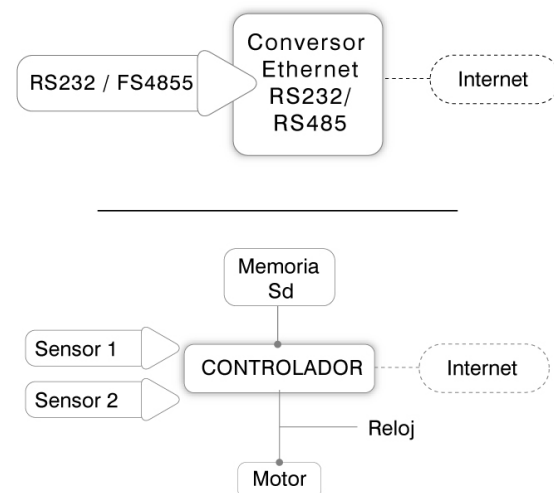 RS232 / FS4855
Conversor
Ethernet
RS232/
RS485
Internet
Memoria
Sd
Sensor 1
CONTROLADOR
Internet
Sensor 2
Reloj
Motor